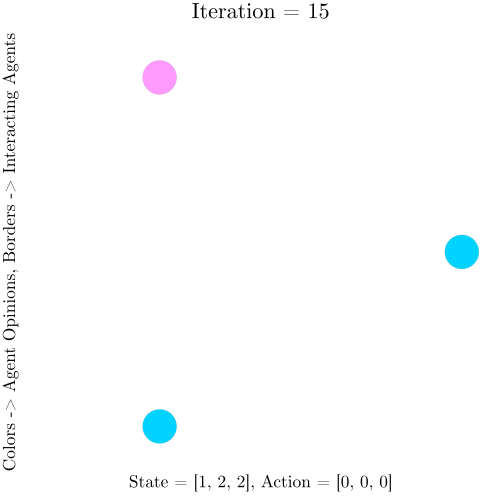 Iteration = 15
Colors -> Agent Opinions, Borders -> Interacting Agents
State = [1, 2, 2], Action = [0, 0, 0]